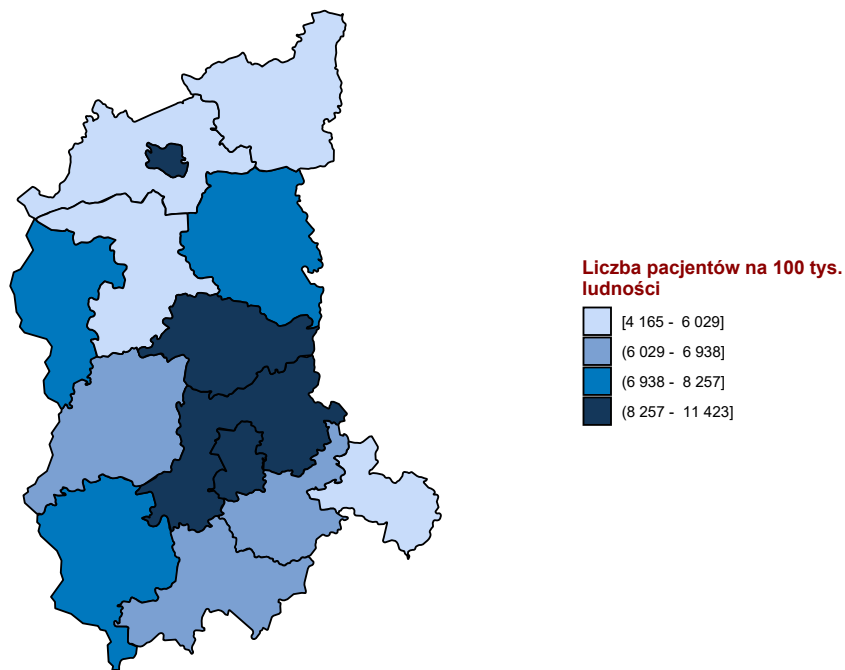 Liczba pacjentów na 100 tys.
ludności
[4 165 - 6 029]
(6 029 - 6 938]
(6 938 - 8 257]
(8 257 - 11 423]